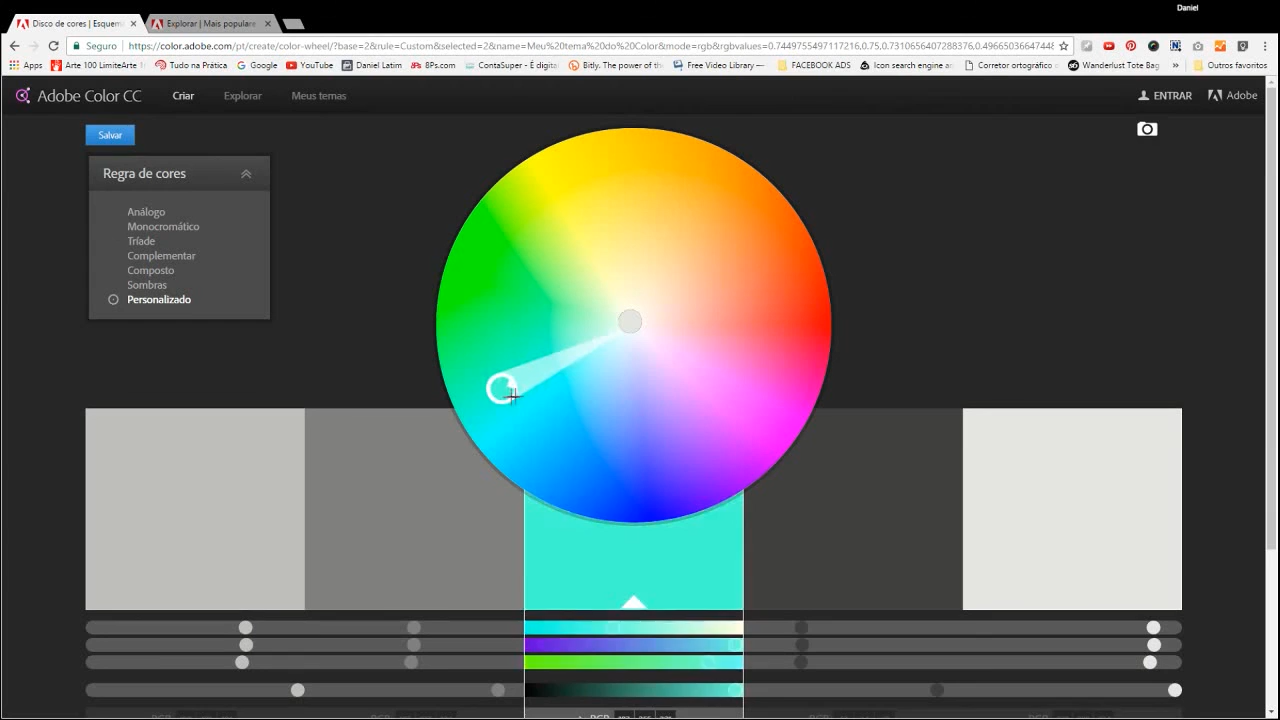 Daniel
Disco de cores | Esquem
Explorar | Mais populare
Seguro
https://color.adobe.com/pt/create/color-wheel/?base=2&rule=Custom&selected=2&name=Meu%20tema%20do%20Color&mode=rgb&rgbvalues=0.7449755497117216,0.75,0.7310656407288376,0.4966503664744
Apps
Arte 100 LimiteArte 1
Tudo na Prática
Google
YouTube
Daniel Latim
8Ps.com
ContaSuper - É digita
Bitly. The power of th
Free Video Library —
FACEBOOK ADS
Icon search engine ar
Corretor ortográfico o
Wanderlust Tote Bag
»
Outros favoritos
Adobe Color CC
Criar
Explorar
Meus temas
ENTRAR
Adobe
Salvar
Regra de cores
Análogo
Monocromático
Tríade
Complementar
Composto
Sombras
Personalizado